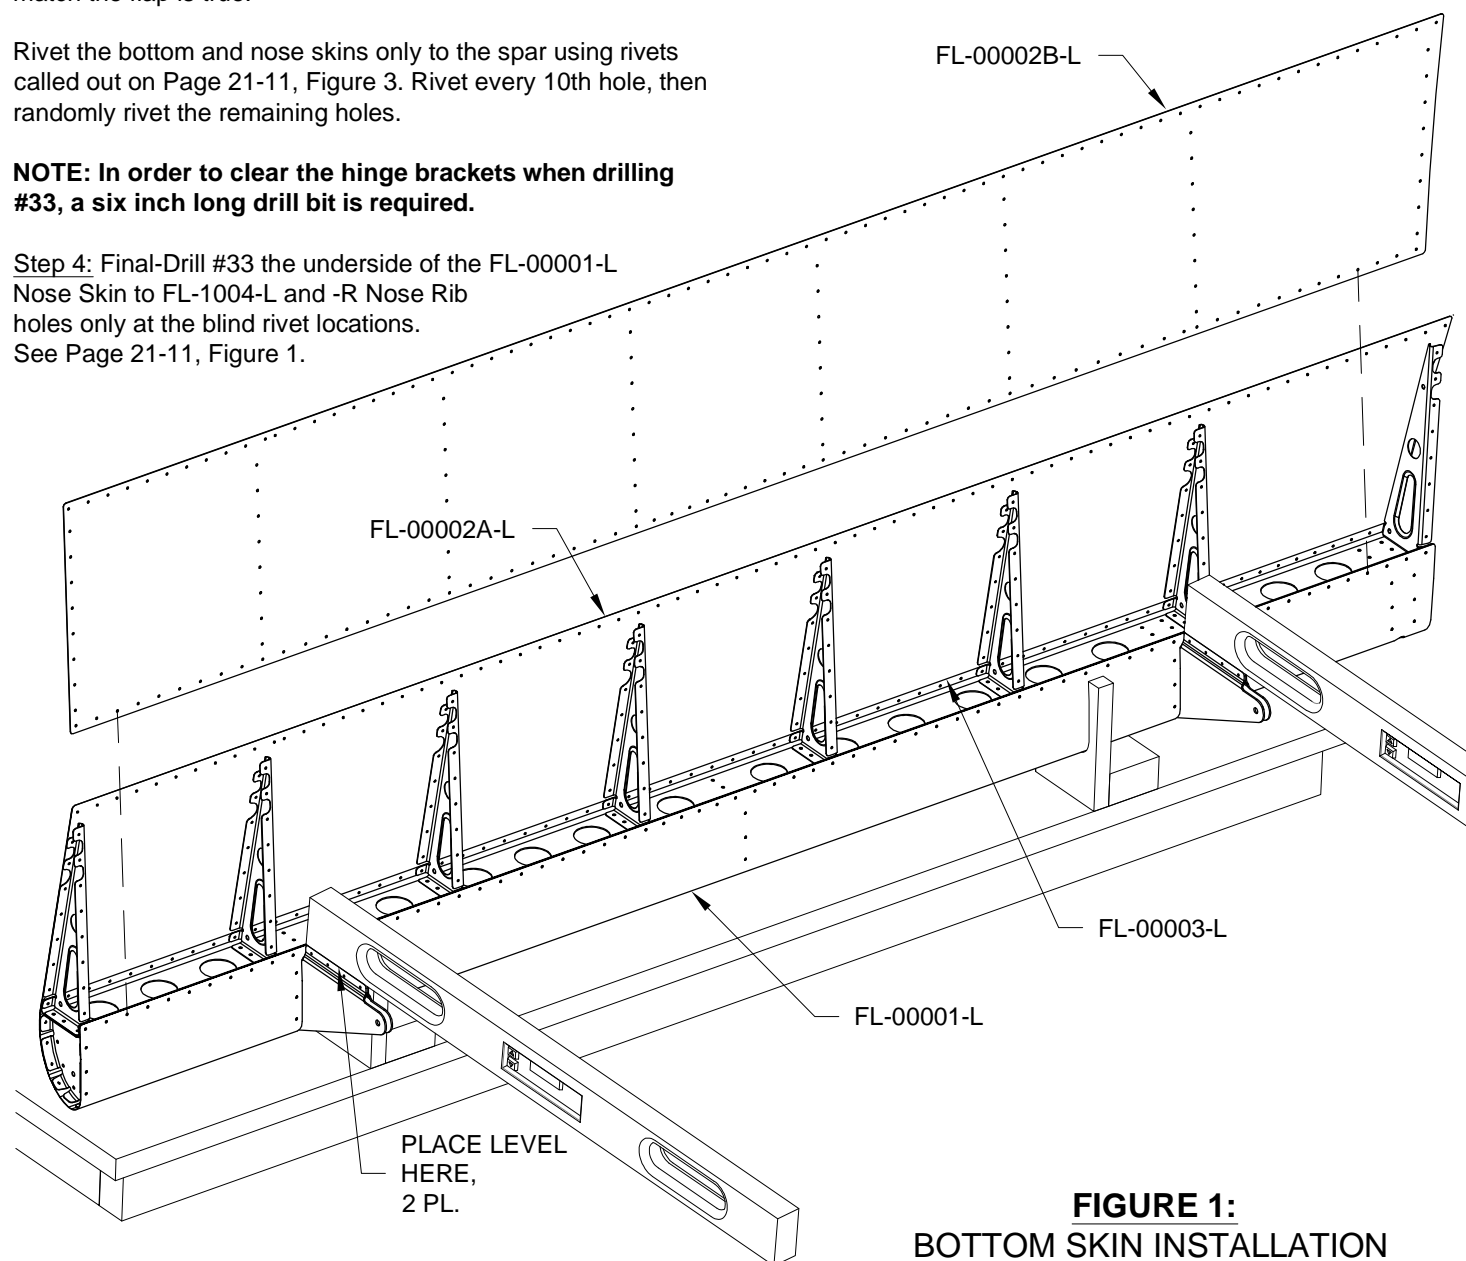 match the flap is true.
Rivet the bottom and nose skins only to the spar using rivets
called out on Page 21-11, Figure 3. Rivet every 10th hole, then
randomly rivet the remaining holes.
NOTE: In order to clear the hinge brackets when drilling
#33, a six inch long drill bit is required.
Step 4: Final-Drill #33 the underside of the FL-00001-L
Nose Skin to FL-1004-L and -R Nose Rib
holes only at the blind rivet locations.
See Page 21-11, Figure 1.
FL-00002B-L
FL-00002A-L
FL-00003-L
FL-00001-L
PLACE LEVEL
HERE,
2 PL.
FIGURE 1:
BOTTOM SKIN INSTALLATION